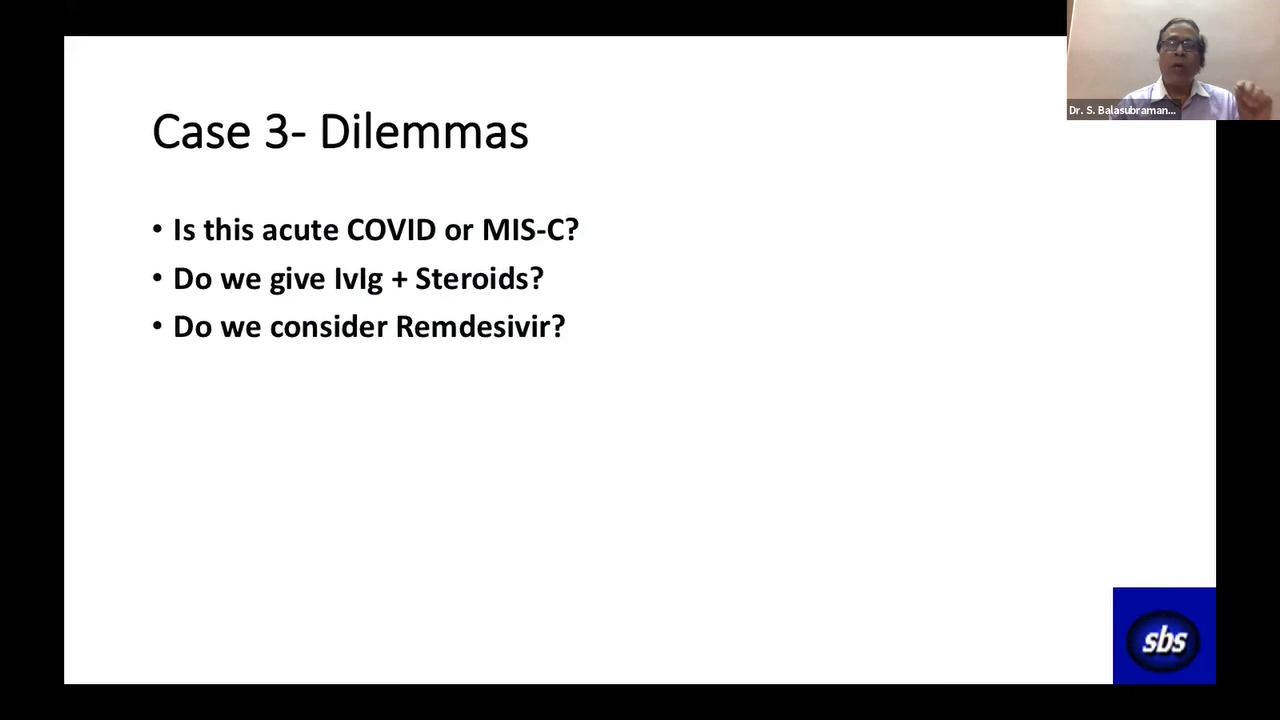 Dr. S. Balasubraman...
Case 3- Dilemmas
• Is this acute COVID or MIS-C?
• Do we give IvIg + Steroids?
• Do we consider Remdesivir?
sbs